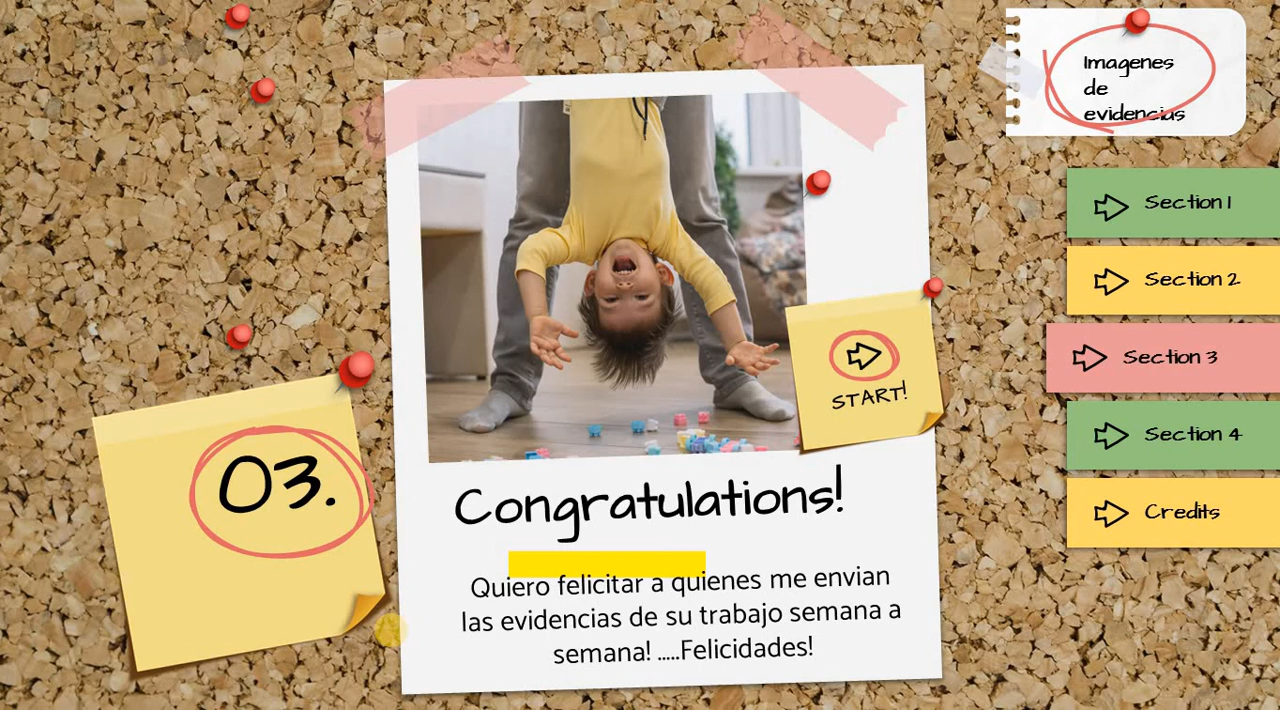 Imagenes
de
evidencias
Section 1
Section 2
Section 3
Section 4
Credits
START!
03.
Congratulations!
Quiero felicitar a quienes me envian
las evidencias de su trabajo semana a
semana! .....Felicidades!